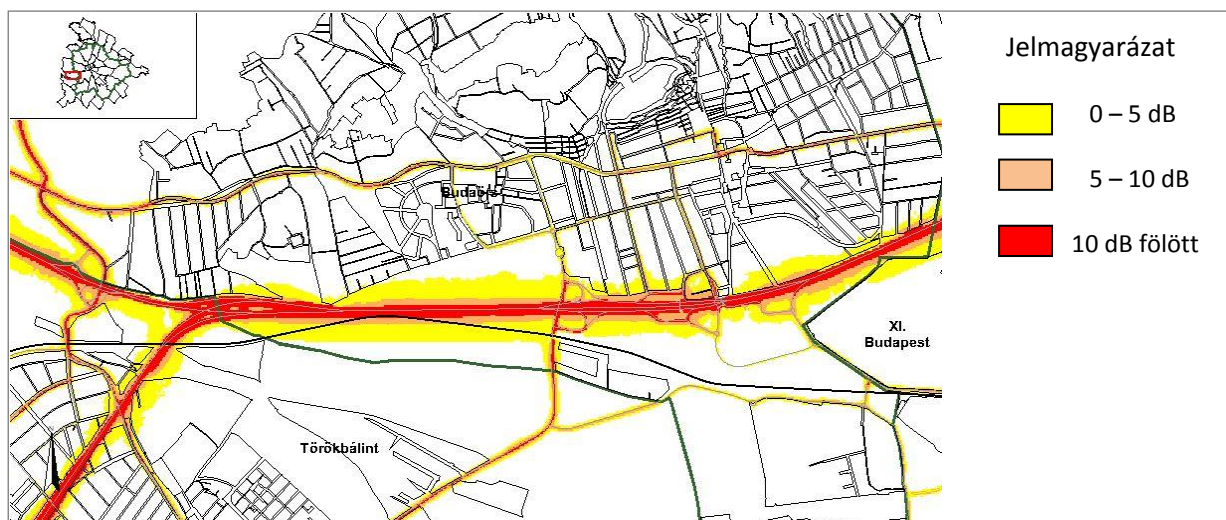 Jelmagyarázat
0 – 5 dB
5 – 10 dB
10 dB fölött
Budaörs
XI.
Budapest
Törökbálint